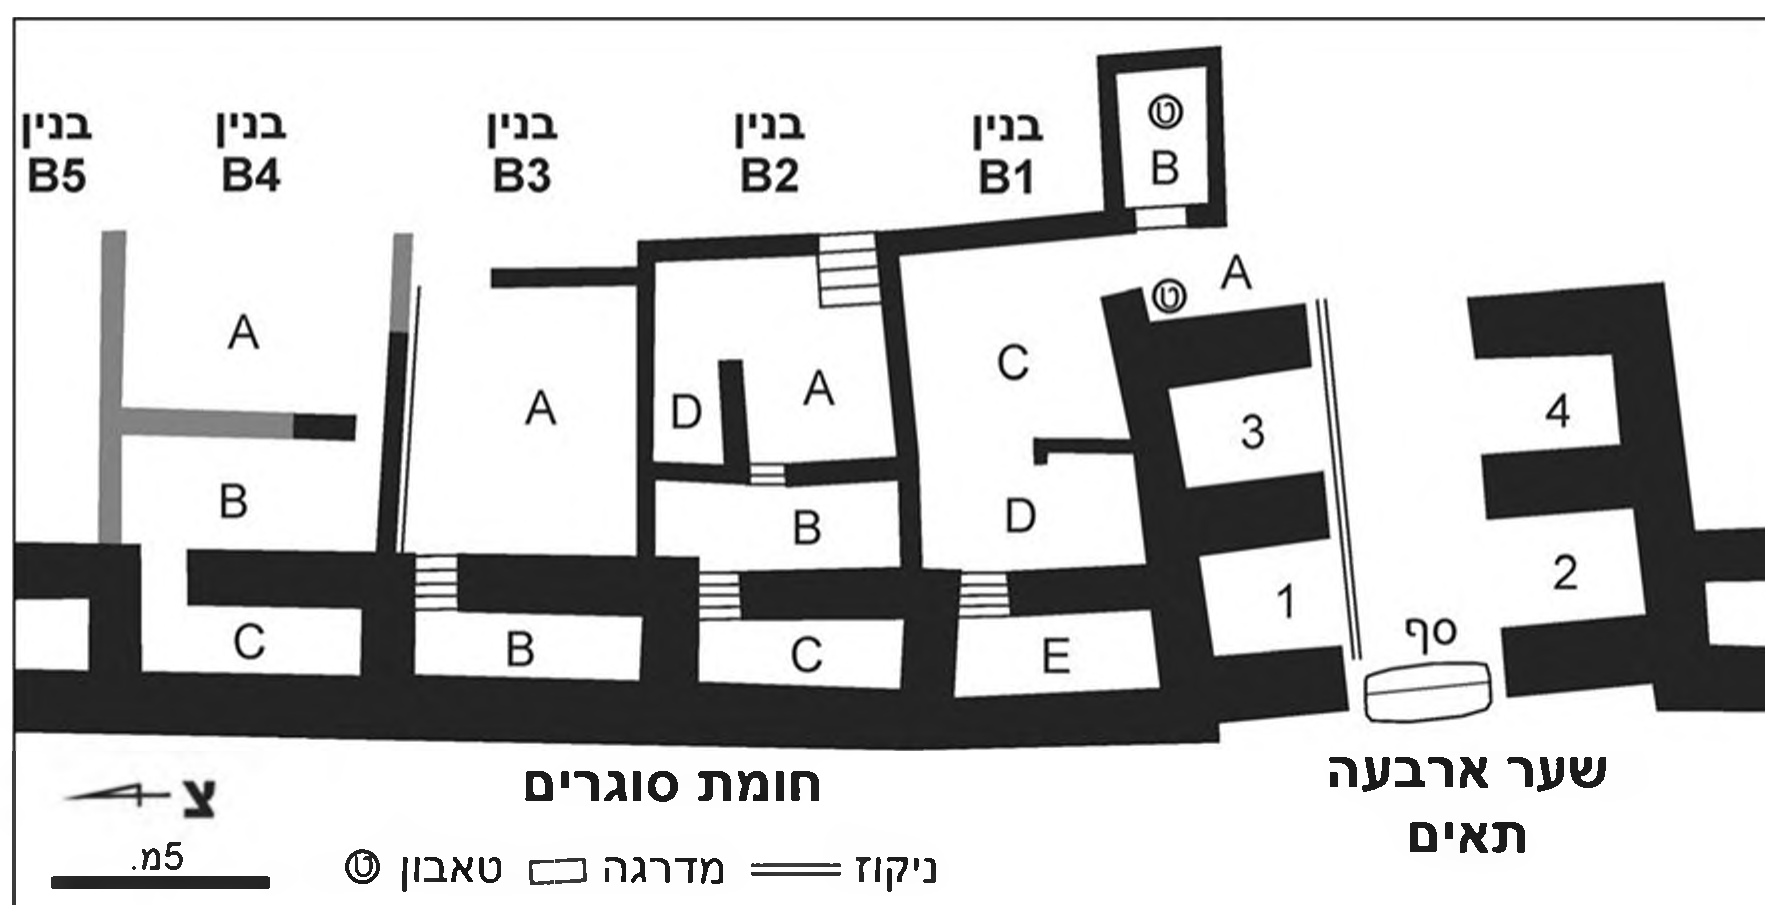 בנין
B1
בנין
B2
בנין
B3
בנין
B4
בנין
B5
ט
B
A
ט
C
D
E
A
D
B
C
A
B
A
B
C
3
4
1
2
סף
שער ארבעה
תאים
חומת סוגרים
צ
5מ.
ניקוז
מדרגה
טאבון
ט